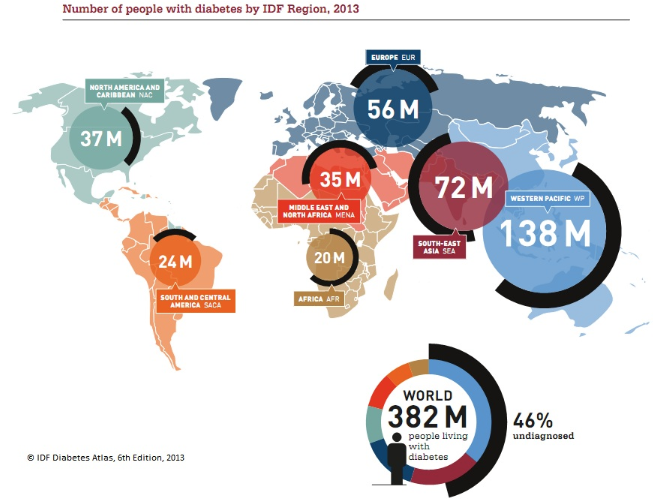 Number of people with diabetes by IDF Region, 2013
EUROPE EUR
56 M
NORTH AMERICA AND
CARIBBEAN NAC
37 M
35 M
MIDDLE EAST AND
NORTH AFRICA MENA
72 M
SOUTH-EAST
ASIA SEA
WESTERN PACIFIC WP
138 M
24 M
SOUTH AND CENTRAL
AMERICA SACA
20 M
AFRICA AFR
WORLD
382 M
people living
with
diabetes
46%
undiagnosed
© IDF Diabetes Atlas, 6th Edition, 2013